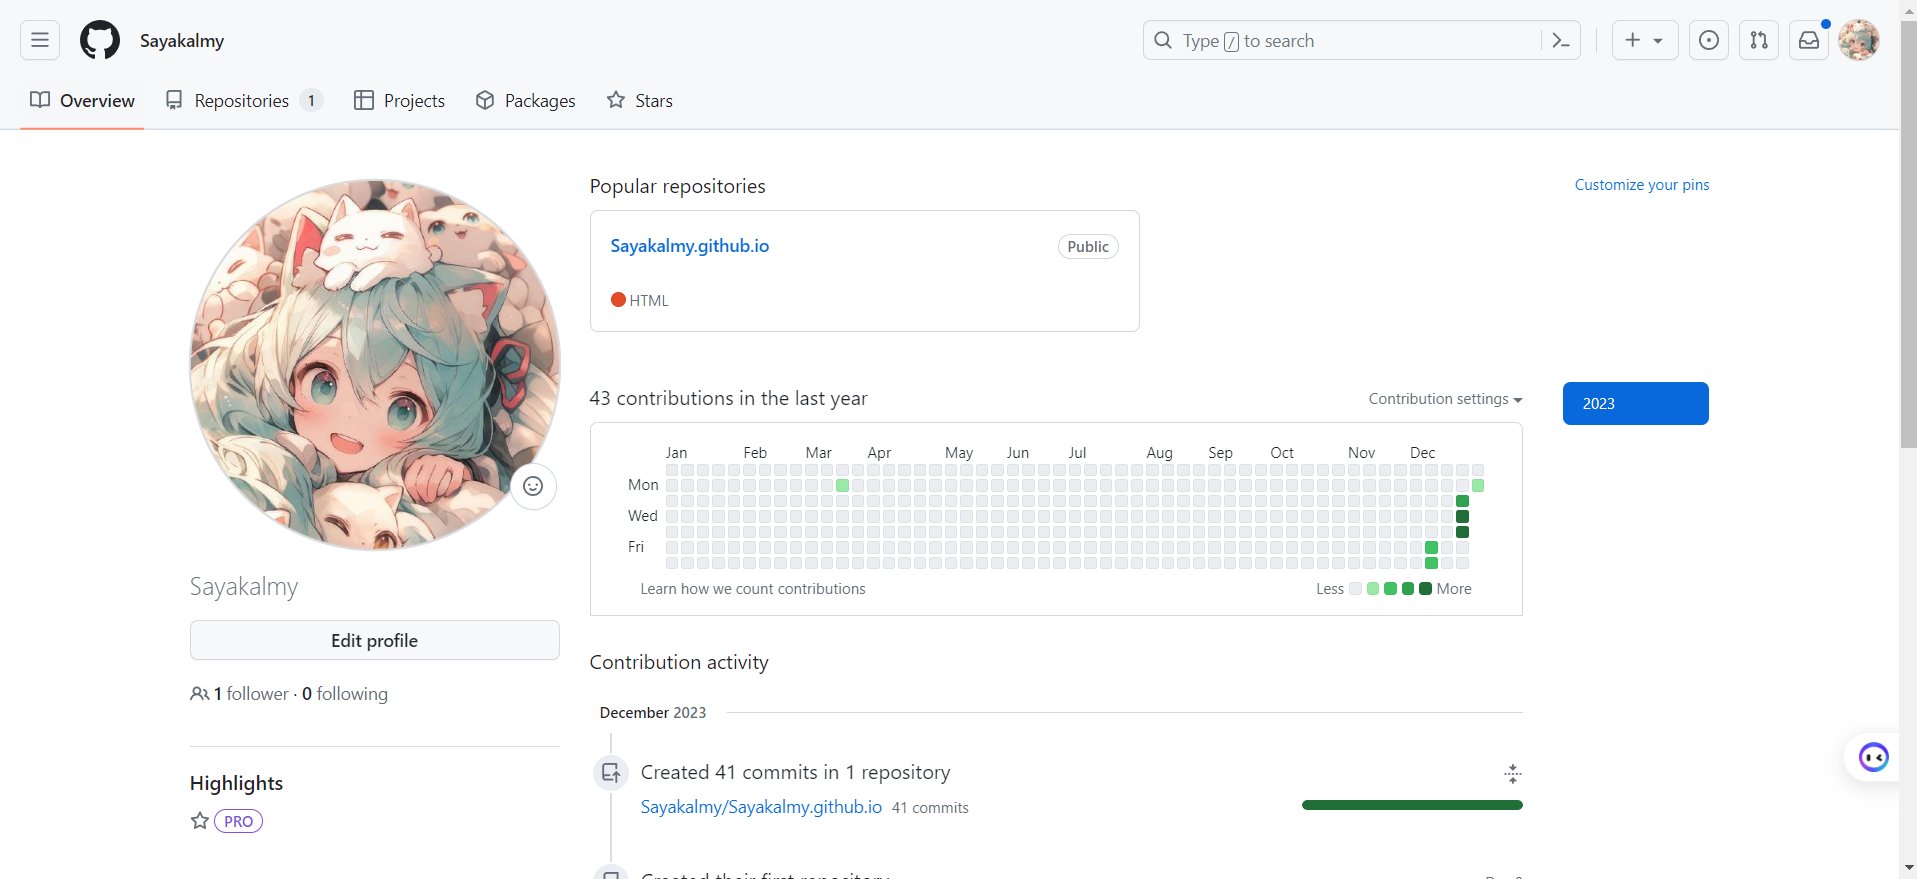 Sayakalmy
Type / to search
Overview
Repositories 1
Projects
Packages
Stars
Popular repositories
Customize your pins
Sayakalmy.github.io
Public
HTML
43 contributions in the last year
Contribution settings
2023
Jan Feb Mar Apr May Jun Jul Aug Sep Oct Nov Dec
Mon
Wed
Fri
Learn how we count contributions
Less More
Sayakalmy
Edit profile
1 follower · 0 following
Highlights
PRO
Contribution activity
December 2023
Created 41 commits in 1 repository
Sayakalmy/Sayakalmy.github.io 41 commits
Created their first repository